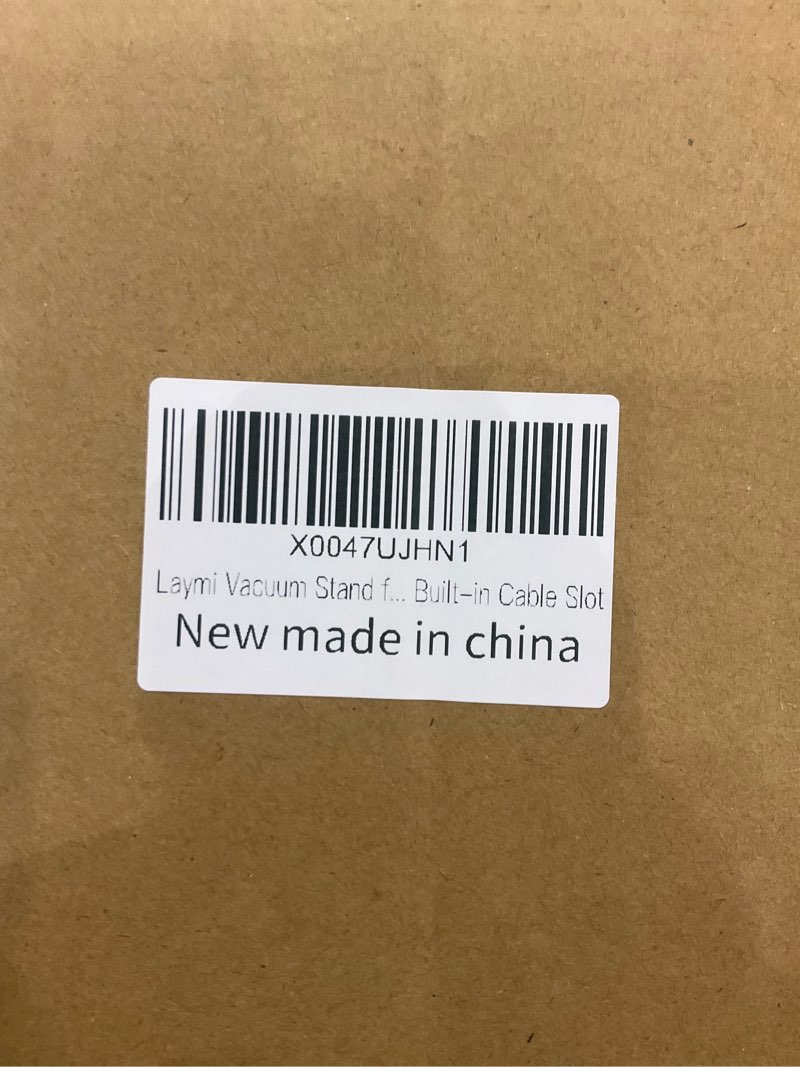 X0047UJHN1
Laymi Vacuum Stand f... Built-in Cable Slot
New made in china